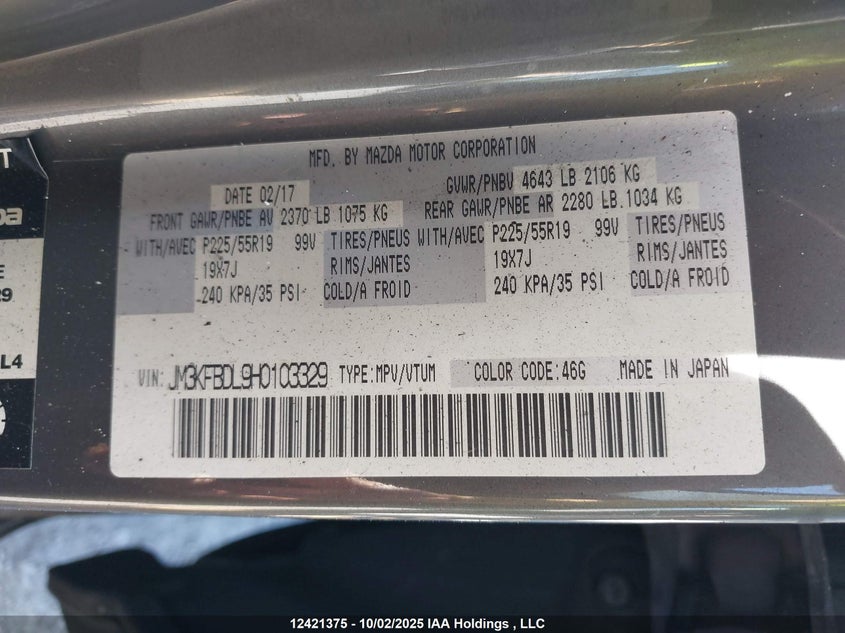 MFD. BY MAZDA MOTOR CORPORATION
DATE 02/17
GVWR/PNBV 4643 LB 2106 KG
FRONT GAWR/PNBE AV 2370 LB 1075 KG
REAR GAWR/PNBE AR 2280 LB 1034 KG
WITH/AVEC P225/55R19 99V TIRES/PNEUS WITH/AVEC P225/55R19 99V TIRES/PNEUS
19X7J RIMS/JANTES 19X7J RIMS/JANTES
240 KPA/35 PSI COLD/A FROID 240 KPA/35 PSI COLD/A FROID
VIN: JM3KFBDL9H0103329 TYPE:MPV/VTUM COLOR CODE:46G MADE IN JAPAN
L4
12421375 - 10/02/2025 IAA Holdings , LLC